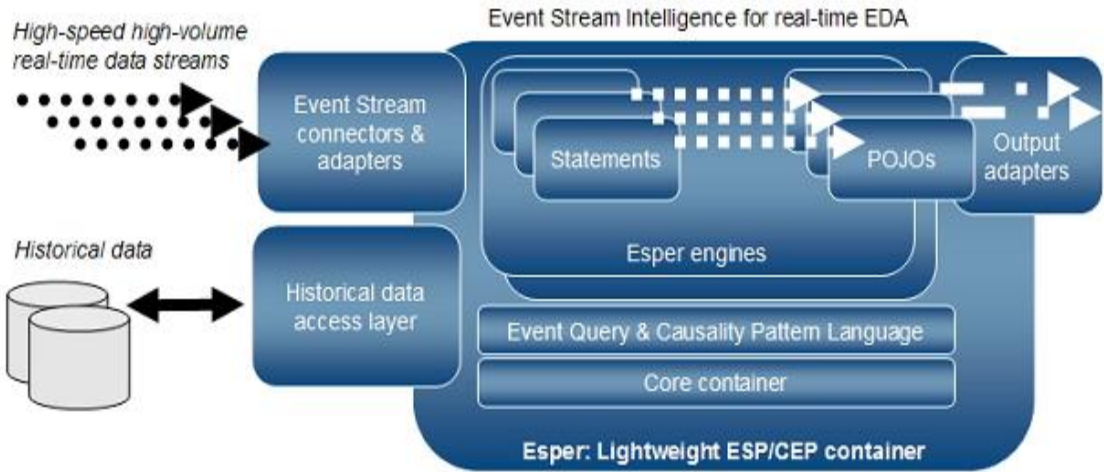 Event Stream Intelligence for real-time EDA
High-speed high-volume
real-time data streams
Event Stream
connectors &
adapters
Statements
POJOs
Output
adapters
Esper engines
Historical data
Historical data
access layer
Event Query & Causality Pattern Language
Core container
Esper: Lightweight ESP/CEP container